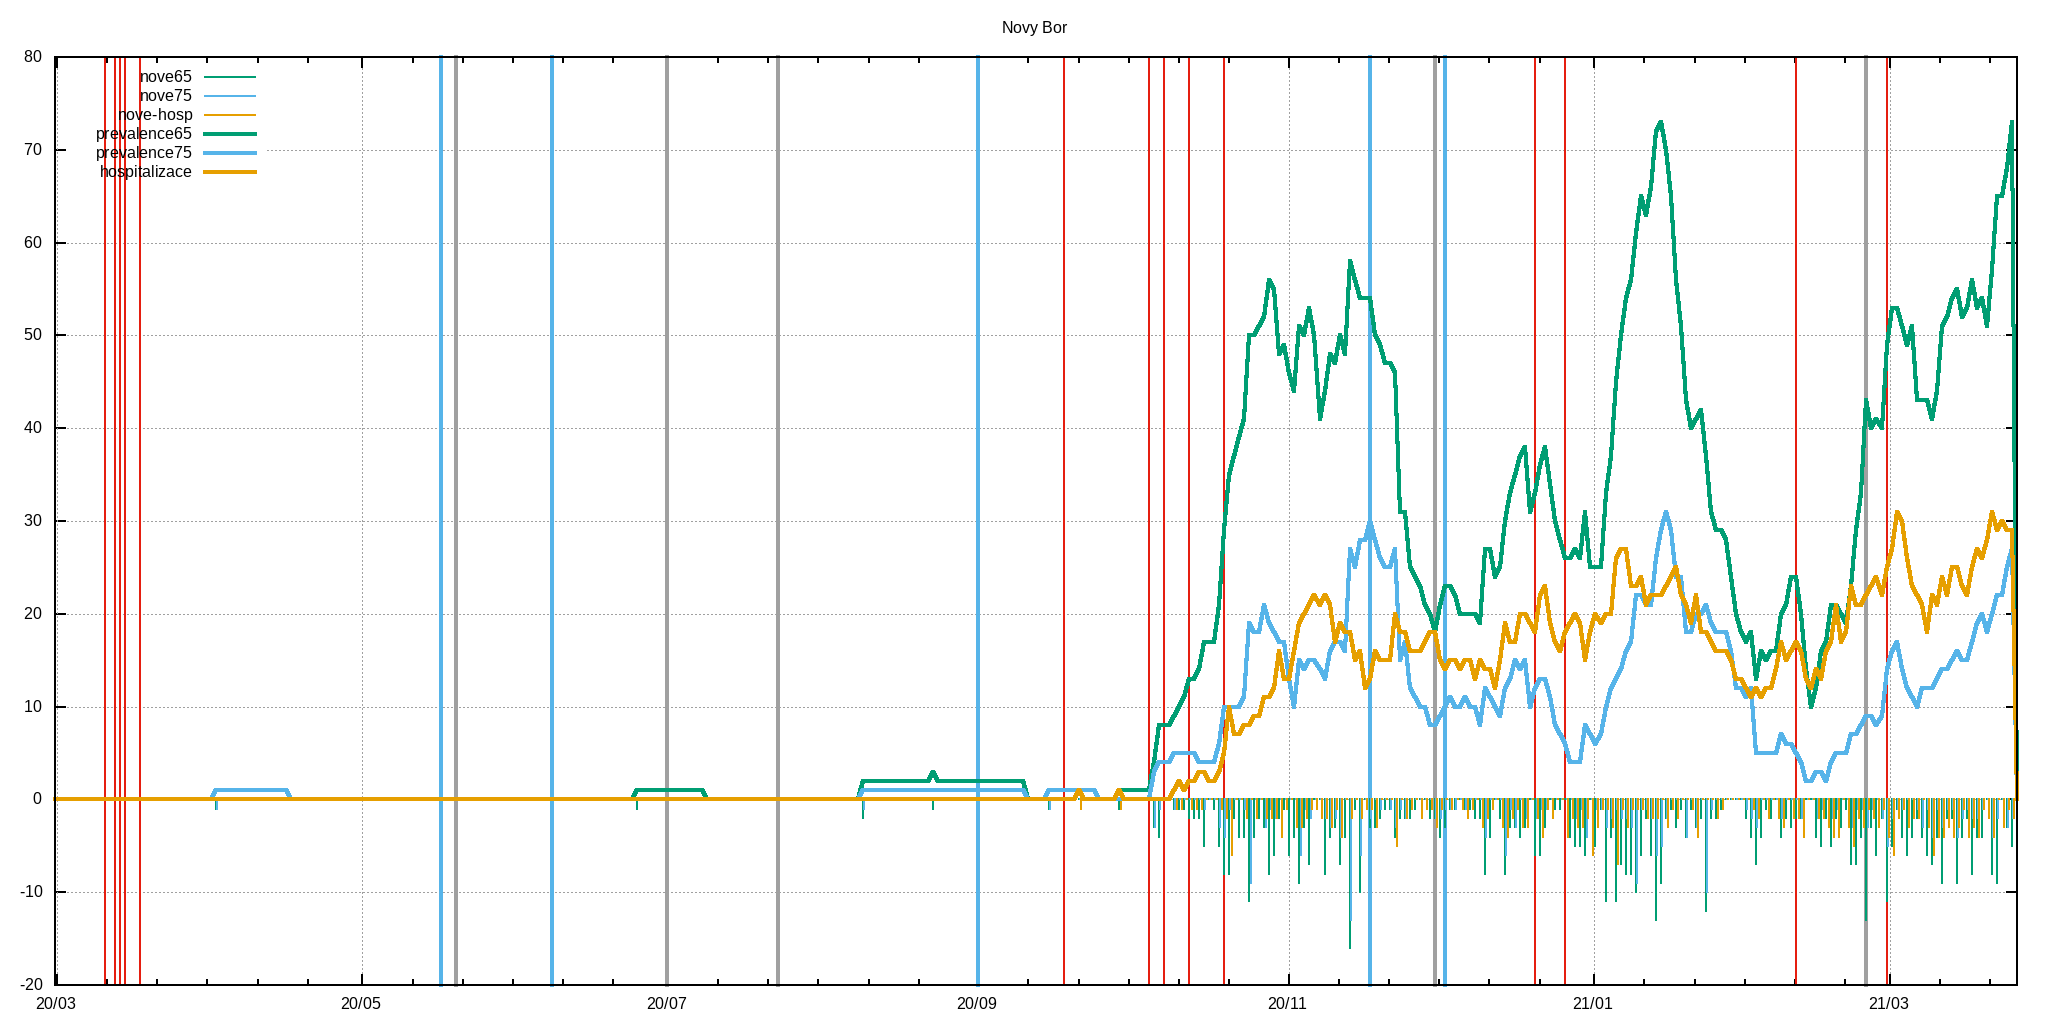 Novy Bor
80
nove65
nove75
nove-hosp
prevalence65
70
prevalence75
hospitalizace
60
50
40
30
20
10
0
-10
-20
20/03 20/05 20/07 20/09 20/11 21/01 21/03